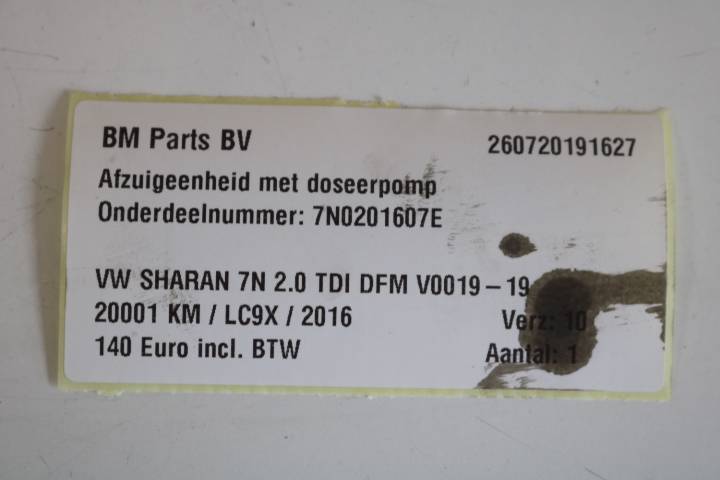 BM Parts BV 260720191627
Afzuigeenheid met doseerpomp
Onderdeelnummer: 7N0201607E
VW SHARAN 7N 2.0 TDI DFM V0019-19
20001 KM / LC9X / 2016 Verz: 10
140 Euro incl. BTW Aantal: 1